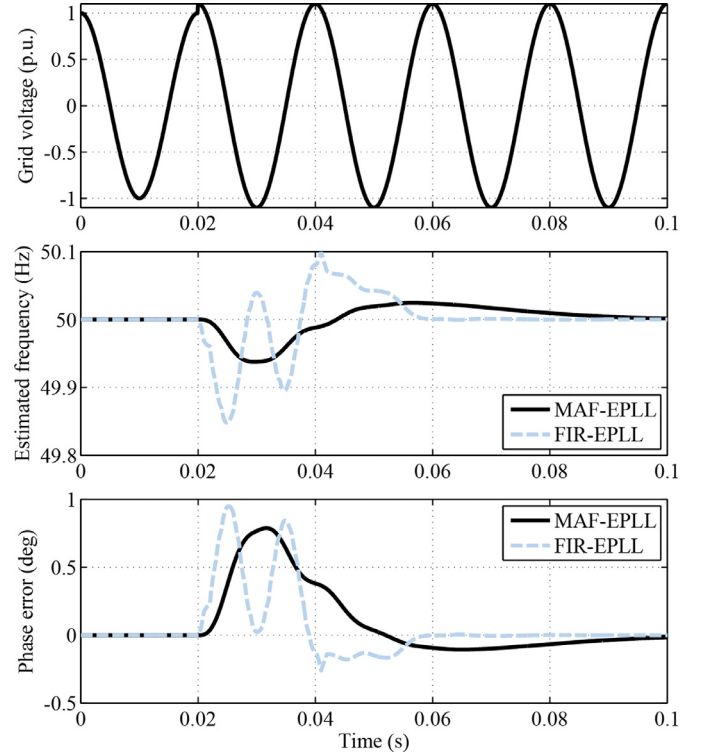 Grid voltage (p.u.)
1
0.5
0
-0.5
-1
0 0.02 0.04 0.06 0.08 0.1
Estimated frequency (Hz)
50.1
50
49.9
49.8
MAF-EPLL
FIR-EPLL
0 0.02 0.04 0.06 0.08 0.1
Phase error (deg)
1
0.5
0
-0.5
MAF-EPLL
FIR-EPLL
0 0.02 0.04 0.06 0.08 0.1
Time (s)